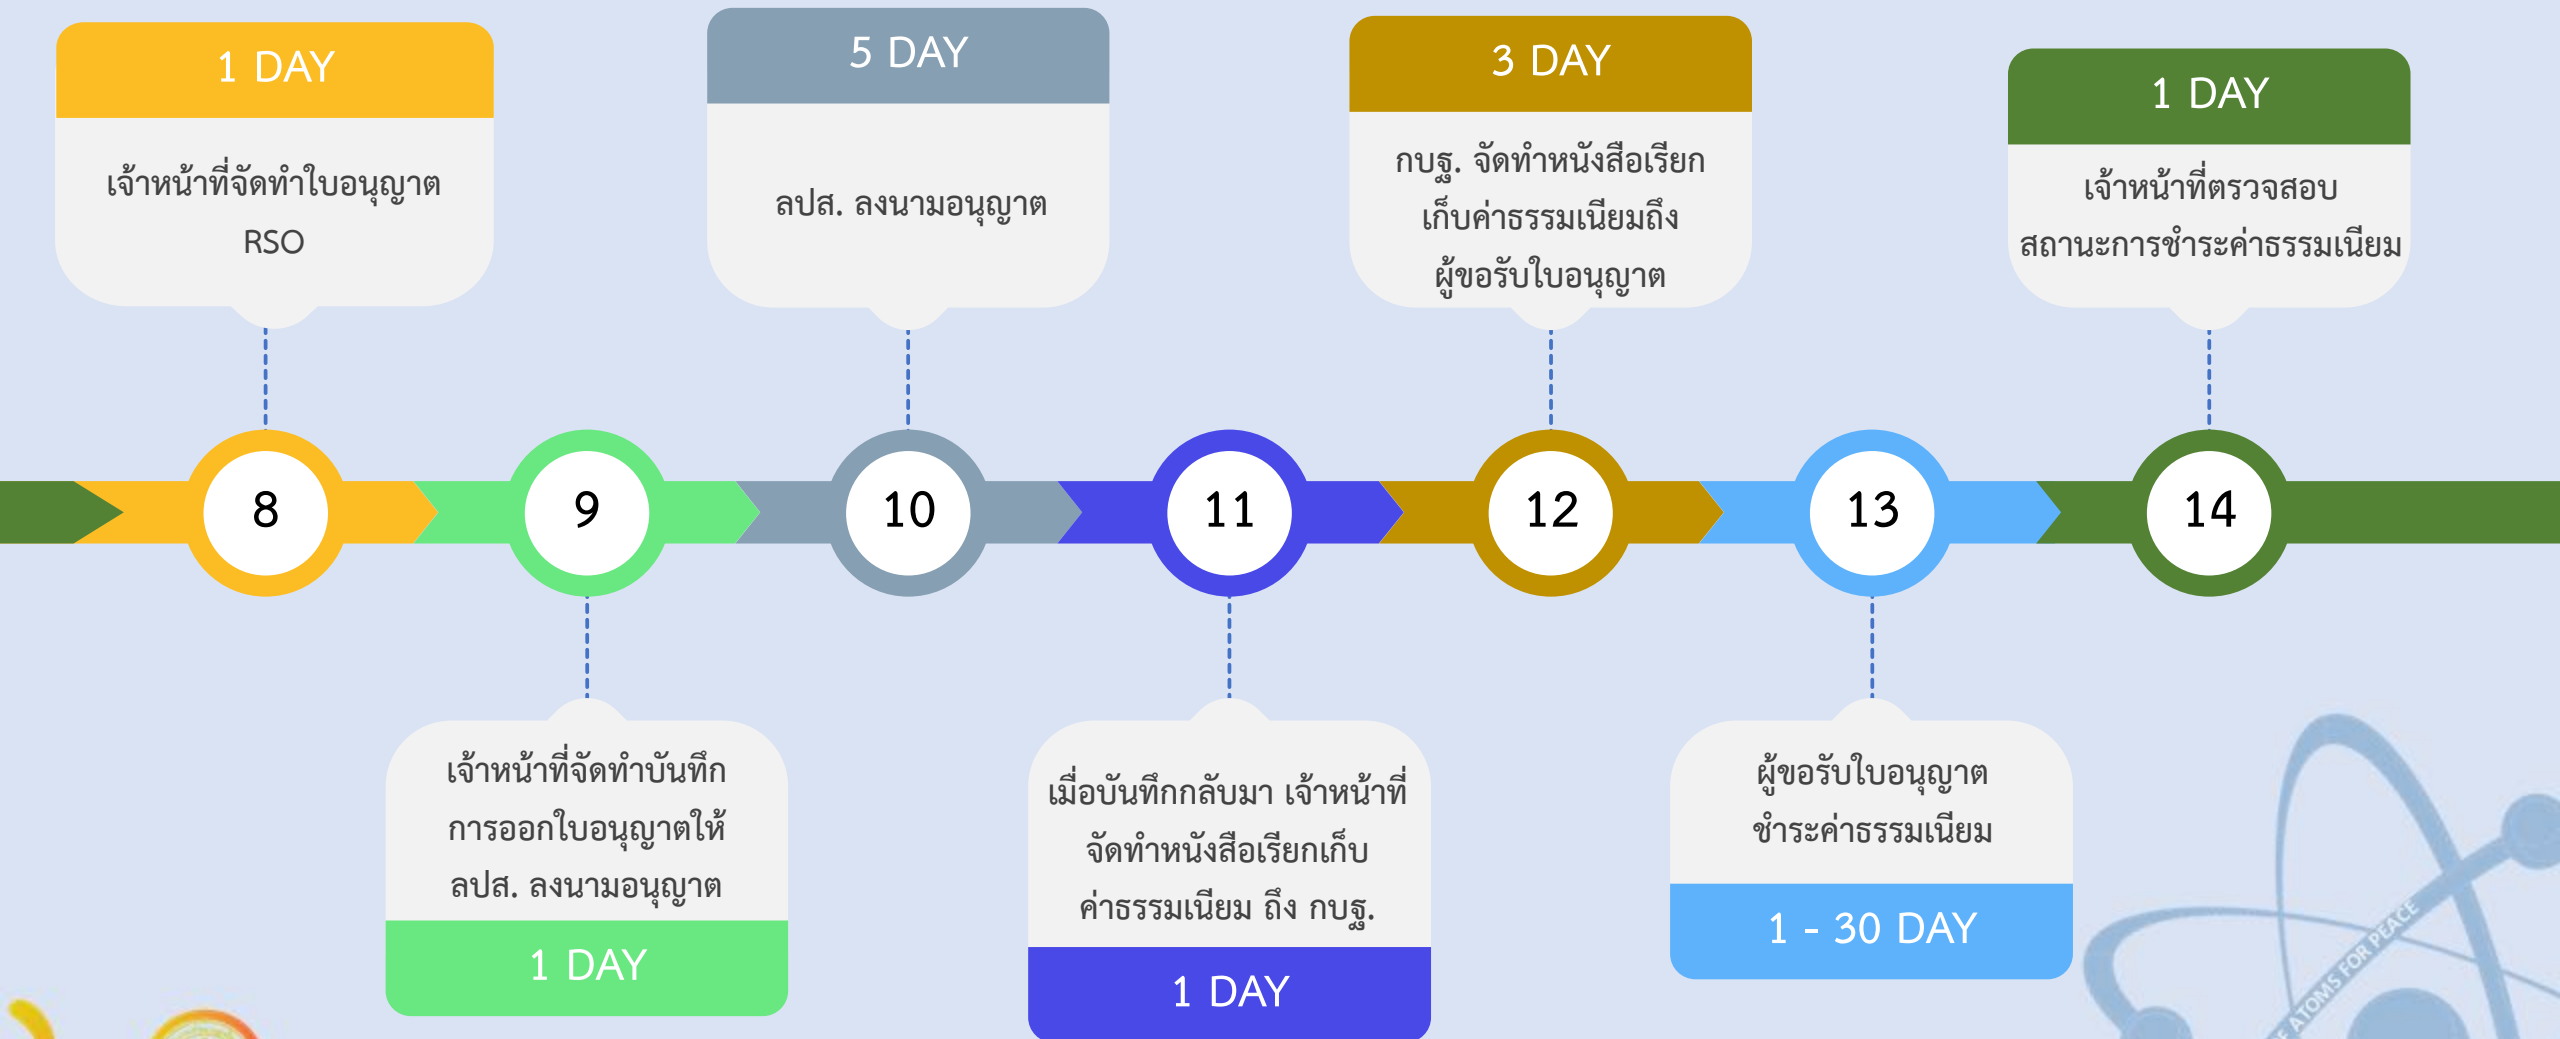 1 DAY
เจ้าหน้าที่จัดทำใบอนุญาต
RSO
5 DAY
ลปส. ลงนามอนุญาต
3 DAY
กบฐ. จัดทำหนังสือเรียก
เก็บค่าธรรมเนียมถึง
ผู้ขอรับใบอนุญาต
1 DAY
เจ้าหน้าที่ตรวจสอบ
สถานะการชำระค่าธรรมเนียม
8
9
10
11
12
13
14
เจ้าหน้าที่จัดทำบันทึก
การออกใบอนุญาตให้
ลปส. ลงนามอนุญาต
1 DAY
เมื่อบันทึกกลับมา เจ้าหน้าที่
จัดทำหนังสือเรียกเก็บ
ค่าธรรมเนียม ถึง กบฐ.
1 DAY
ผู้ขอรับใบอนุญาต
ชำระค่าธรรมเนียม
1 - 30 DAY
ATOMS FOR PEACE